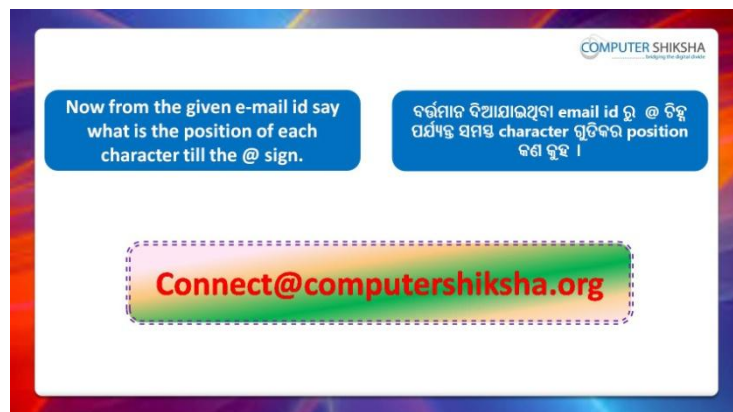 COMPUTER SHIKSHA
bridging the digital divide
Now from the given e-mail id say
what is the position of each
character till the @ sign.
ବର୍ତ୍ତମାନ ଦିଆଯାଇଥିବା email id ରୁ @ ଚିହ୍ନ
ପର୍ଯ୍ୟନ୍ତ ସମସ୍ତ character ଗୁଡିକର position
କଣ କୁହ ।
Connect@computershiksha.org